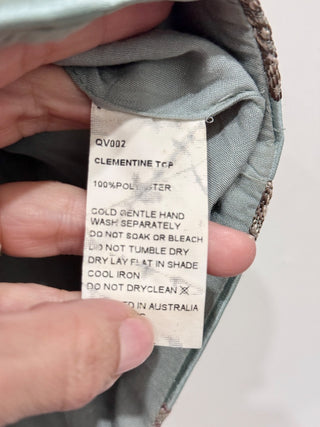 QV002
CLEMENTINE TOP
100%POLYESTER
COLD GENTLE HAND
WASH SEPARATELY
DO NOT SOAK OR BLEACH
DO NOT TUMBLE DRY
DRY LAY FLAT IN SHADE
COOL IRON
DO NOT DRYCLEAN
IN AUSTRALIA